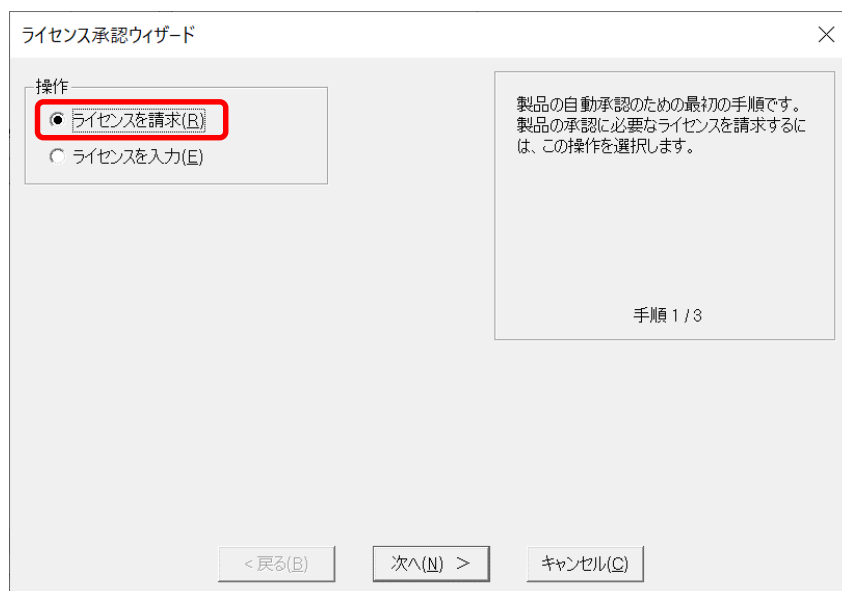 ライセンス承認ウィザード
操作
ライセンスを請求(R)
ライセンスを入力(E)
製品の自動承認のための最初の手順です。
製品の承認に必要なライセンスを請求するに
は、この操作を選択します。
手順 1 / 3
< 戻る(B)
次へ(N) >
キャンセル(C)